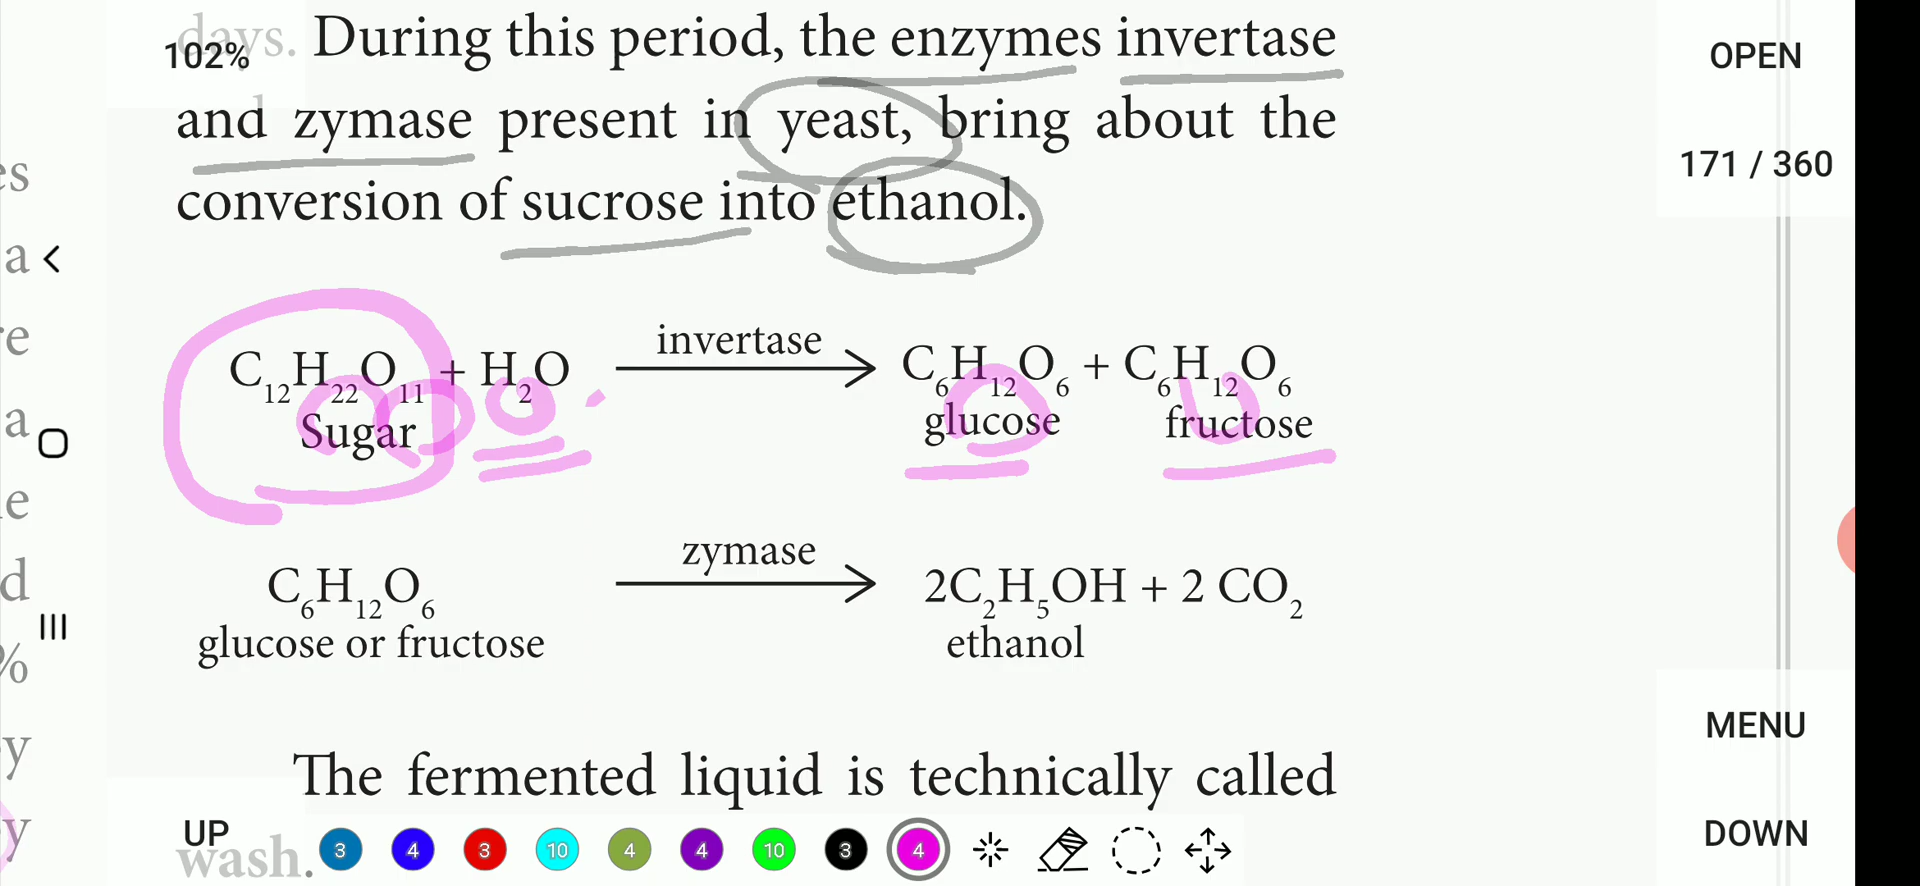 days. During this period, the enzymes invertase
102%
and zymase present in yeast, bring about the
conversion of sucrose into ethanol.
OPEN
171 / 360
es
a
re
a
le
d
%
y
y
C₁₂H₂₂O₁₁ + H₂O invertase C₆H₁₂O₆ + C₆H₁₂O₆
Sugar glucose fructose
C₆H₁₂O₆ zymase 2C₂H₅OH + 2 CO₂
glucose or fructose ethanol
The fermented liquid is technically called
wash.
UP
3 4 3 10 4 4 10 3 4
MENU
DOWN